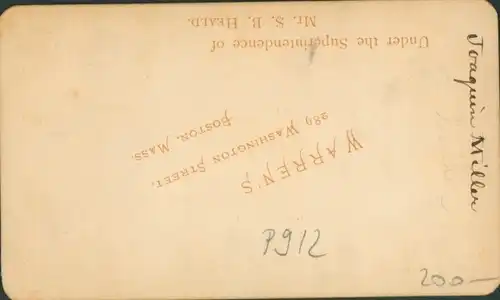 Under the Superintendence of
Mr. S. B. Heald.
WARREN'S
289 WASHINGTON STREET,
BOSTON, MASS.
Joaquin Miller
P912
200—